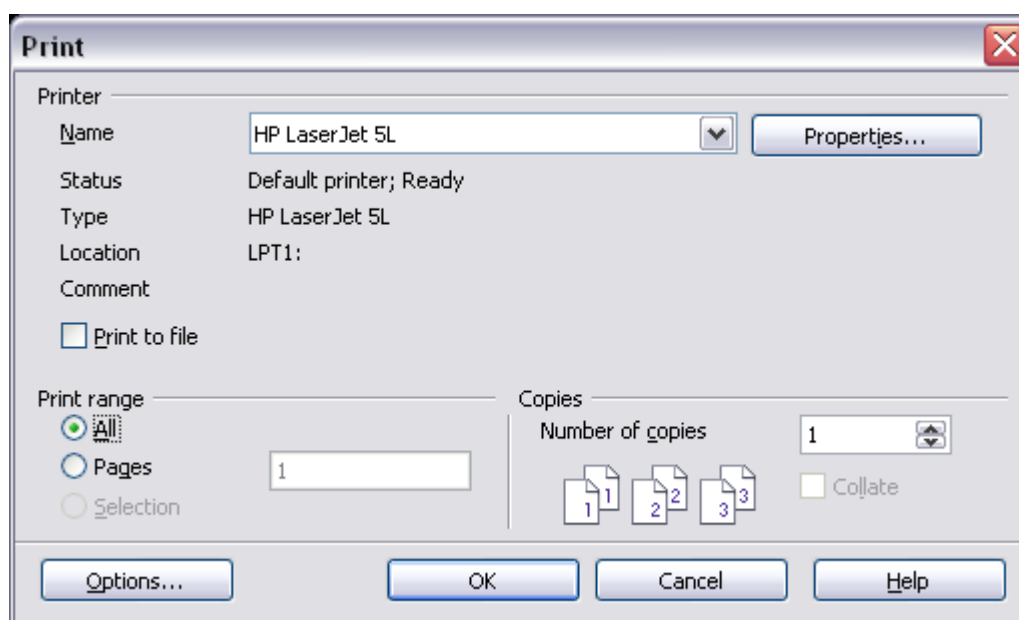 Print
Printer
Name HP LaserJet 5L Properties...
Status Default printer; Ready
Type HP LaserJet 5L
Location LPT1:
Comment
Print to file
Print range
All
Pages 1
Selection
Copies
Number of copies 1
1 1 2 2 3 3
Collate
Options... OK Cancel Help